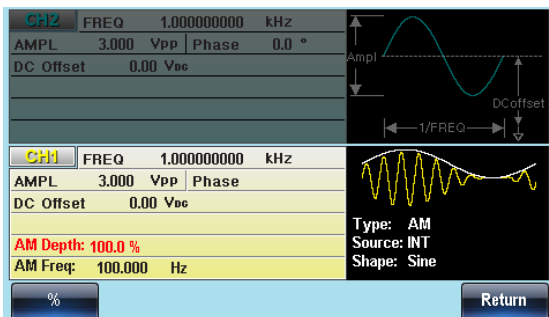 CH2 FREQ 1.000000000 kHz
AMPL 3.000 Vpp Phase 0.0 °
DC Offset 0.00 VDC
Ampl
DCoffset
1/FREQ
CH1 FREQ 1.000000000 kHz
AMPL 3.000 Vpp Phase
DC Offset 0.00 VDC
AM Depth: 100.0 %
AM Freq: 100.000 Hz
Type: AM
Source: INT
Shape: Sine
% Return